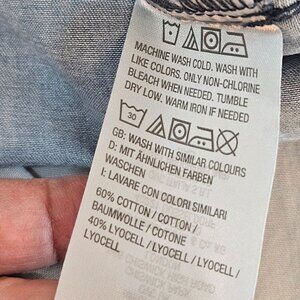 MACHINE WASH COLD. WASH WITH
LIKE COLORS. ONLY NON-CHLORINE
BLEACH WHEN NEEDED. TUMBLE
DRY LOW. WARM IRON IF NEEDED
30
GB: WASH WITH SIMILAR COLOURS
D: MIT ÄHNLICHEN FARBEN
WASCHEN
I: LAVARE CON COLORI SIMILARI
60% COTTON / COTTON /
BAUMWOLLE / COTONE
40% LYOCELL / LYOCELL / LYOCELL /
LYOCELL